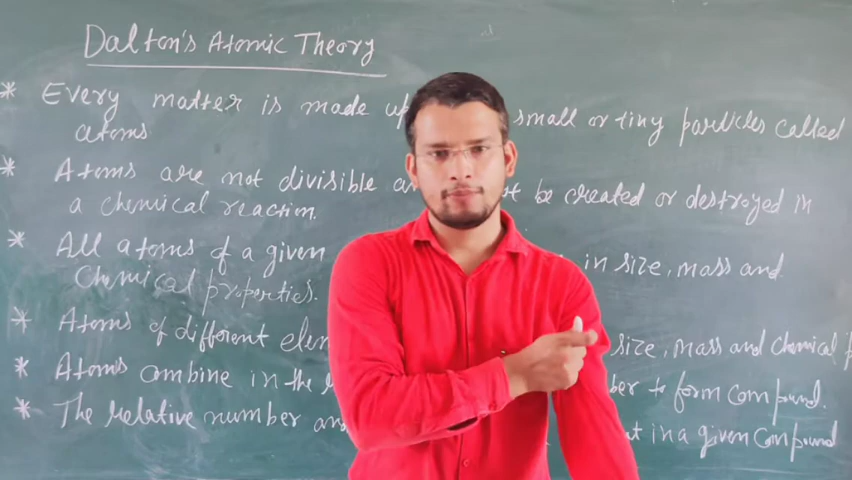 Dalton's Atomic Theory
* Every matter is made up small or tiny particles called
atoms
* Atoms are not divisible be created or destroyed in
a chemical reaction.
* All atoms of a given in size, mass and
Chemical properties.
* Atoms of different size, mass and chemical
* Atoms combine in the to form compound.
* The relative number in a given compound